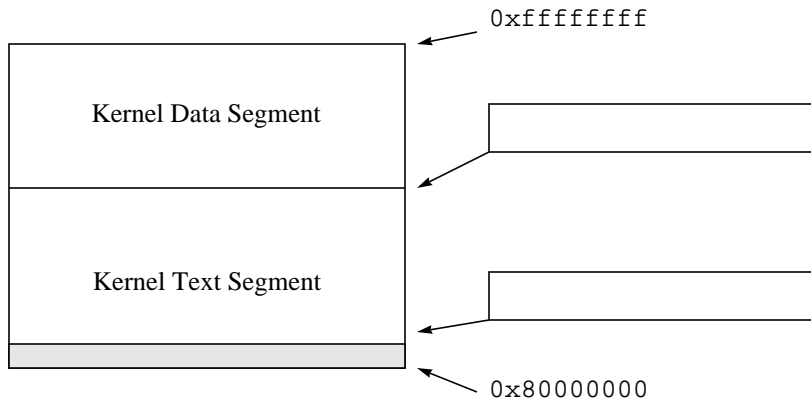 0xffffffff
Kernel Data Segment
Kernel Text Segment
0x80000000